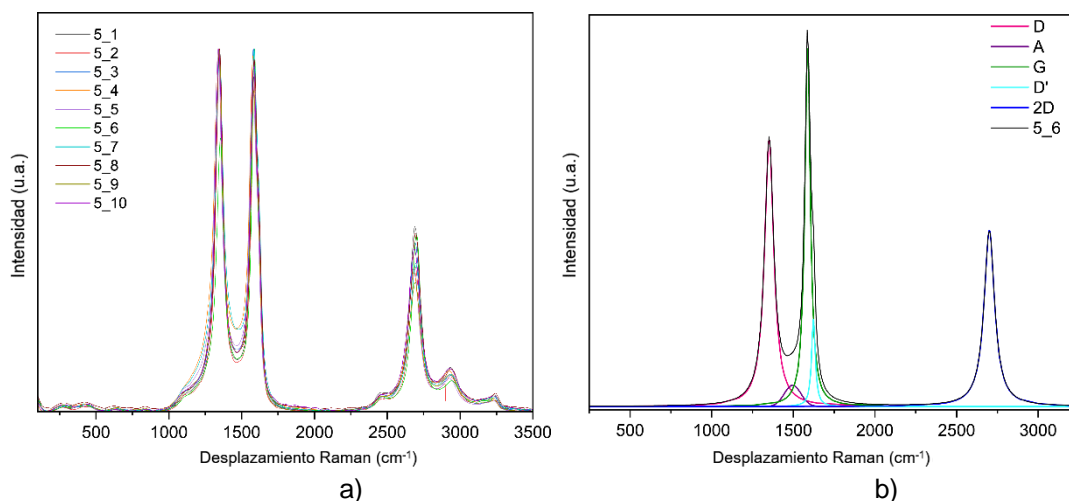 5_1
5_2
5_3
5_4
5_5
5_6
5_7
5_8
5_9
5_10
Intensidad (u.a.)
500 1000 1500 2000 2500 3000 3500
Desplazamiento Raman (cm⁻¹)
a)
D
A
G
D'
2D
5_6
Intensidad (u.a.)
500 1000 1500 2000 2500 3000
Desplazamiento Raman (cm⁻¹)
b)